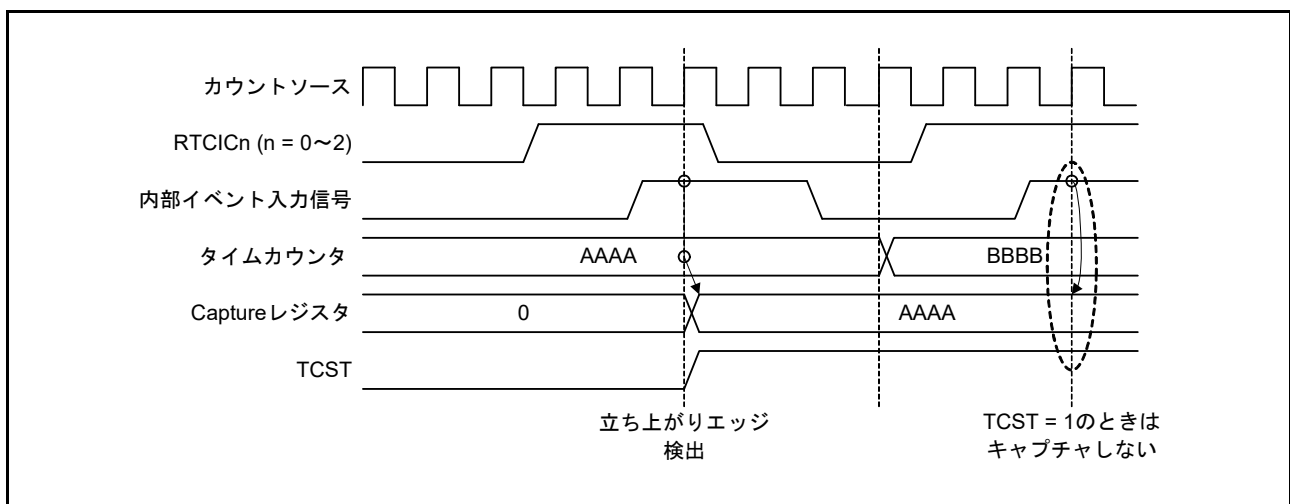 カウントソース
RTCICn (n = 0～2)
内部イベント入力信号
タイムカウンタ
AAAA
BBBB
Captureレジスタ
0
AAAA
TCST
立ち上がりエッジ
検出
TCST = 1のときは
キャプチャしない